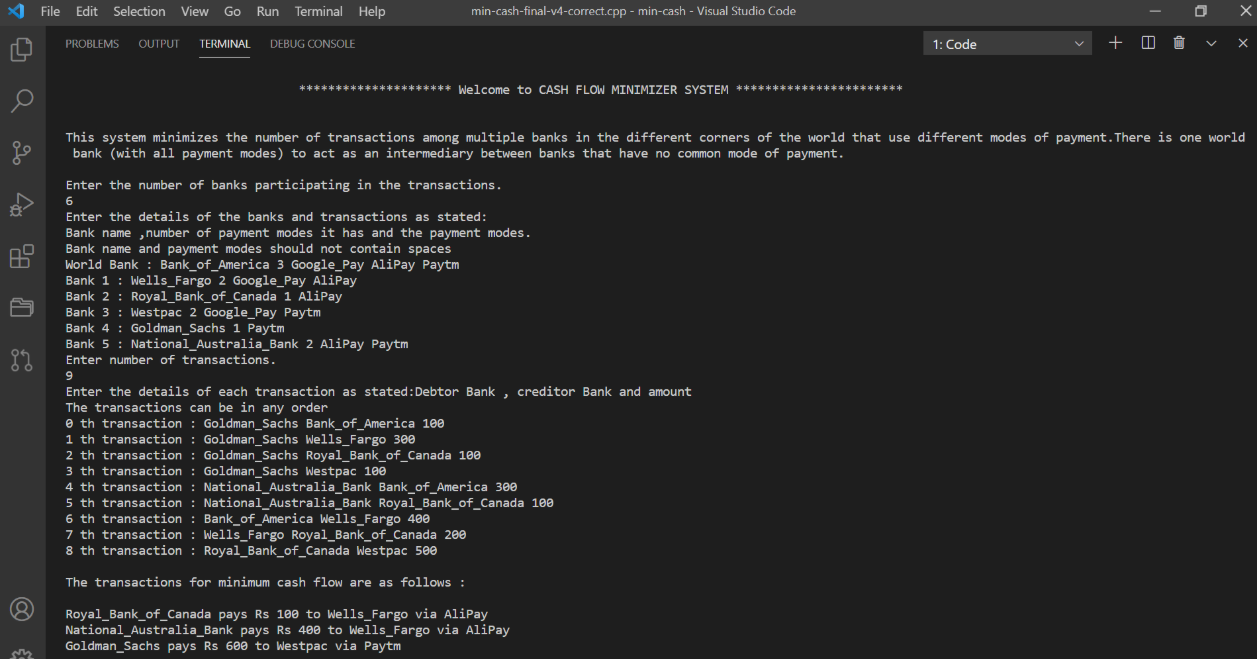 File Edit Selection View Go Run Terminal Help min-cash-final-v4-correct.cpp - min-cash - Visual Studio Code
PROBLEMS OUTPUT TERMINAL DEBUG CONSOLE 1: Code
********************* Welcome to CASH FLOW MINIMIZER SYSTEM ***********************
This system minimizes the number of transactions among multiple banks in the different corners of the world that use different modes of payment.There is one world
bank (with all payment modes) to act as an intermediary between banks that have no common mode of payment.
Enter the number of banks participating in the transactions.
6
Enter the details of the banks and transactions as stated:
Bank name ,number of payment modes it has and the payment modes.
Bank name and payment modes should not contain spaces
World Bank : Bank_of_America 3 Google_Pay AliPay Paytm
Bank 1 : Wells_Fargo 2 Google_Pay AliPay
Bank 2 : Royal_Bank_of_Canada 1 AliPay
Bank 3 : Westpac 2 Google_Pay Paytm
Bank 4 : Goldman_Sachs 1 Paytm
Bank 5 : National_Australia_Bank 2 AliPay Paytm
Enter number of transactions.
9
Enter the details of each transaction as stated:Debtor Bank , creditor Bank and amount
The transactions can be in any order
0 th transaction : Goldman_Sachs Bank_of_America 100
1 th transaction : Goldman_Sachs Wells_Fargo 300
2 th transaction : Goldman_Sachs Royal_Bank_of_Canada 100
3 th transaction : Goldman_Sachs Westpac 100
4 th transaction : National_Australia_Bank Bank_of_America 300
5 th transaction : National_Australia_Bank Royal_Bank_of_Canada 100
6 th transaction : Bank_of_America Wells_Fargo 400
7 th transaction : Wells_Fargo Royal_Bank_of_Canada 200
8 th transaction : Royal_Bank_of_Canada Westpac 500
The transactions for minimum cash flow are as follows :
Royal_Bank_of_Canada pays Rs 100 to Wells_Fargo via AliPay
National_Australia_Bank pays Rs 400 to Wells_Fargo via AliPay
Goldman_Sachs pays Rs 600 to Westpac via Paytm